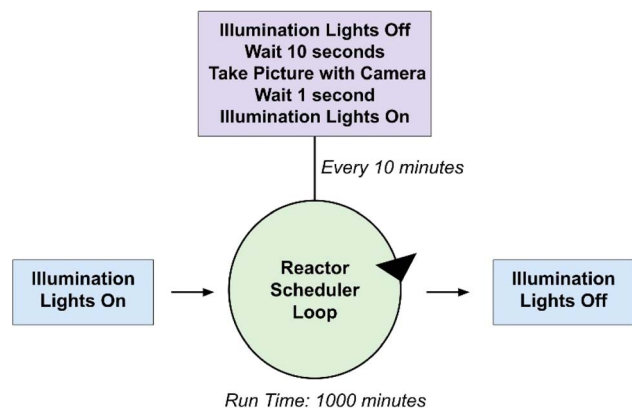 Illumination Lights Off
Wait 10 seconds
Take Picture with Camera
Wait 1 second
Illumination Lights On
Every 10 minutes
Illumination
Lights On
Reactor
Scheduler
Loop
Illumination
Lights Off
Run Time: 1000 minutes